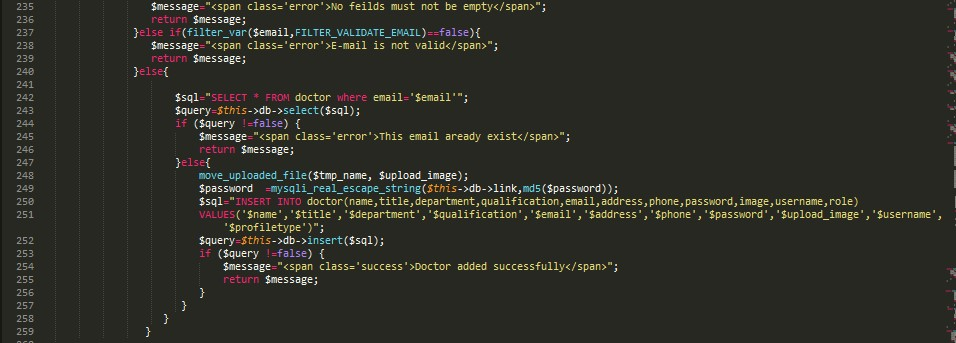 235 $message="<span class='error'>No feilds must not be empty</span>";
236 return $message;
237 }else if(filter_var($email,FILTER_VALIDATE_EMAIL)==false){
238 $message="<span class='error'>E-mail is not valid</span>";
239 return $message;
240 }else{
241
242 $sql="SELECT * FROM doctor where email='$email'";
243 $query=$this->db->select($sql);
244 if ($query !=false) {
245 $message="<span class='error'>This email aready exist</span>";
246 return $message;
247 }else{
248 move_uploaded_file($tmp_name, $upload_image);
249 $password =mysqli_real_escape_string($this->db->link,md5($password));
250 $sql="INSERT INTO doctor(name,title,department,qualification,email,address,phone,password,image,username,role)
251 VALUES('$name','$title','$department','$qualification','$email','$address','$phone','$password','$upload_image','$username',
'$profiletype')";
252 $query=$this->db->insert($sql);
253 if ($query !=false) {
254 $message="<span class='success'>Doctor added successfully</span>";
255 return $message;
256 }
257 }
258 }
259 }